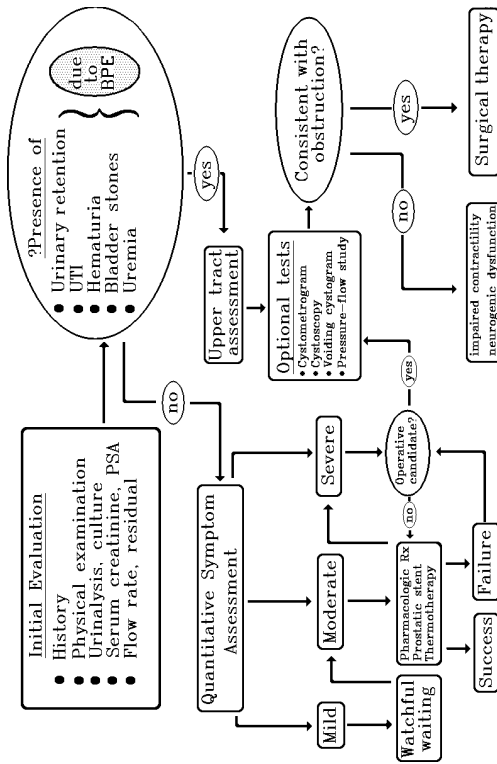 Initial Evaluation
● History
● Physical examination
● Urinalysis, culture
● Serum creatinine, PSA
● Flow rate, residual
?Presence of
● Urinary retention
● UTI
● Hematuria
● Bladder stones
● Uremia
due
to
BPE
no
yes
Quantitative Symptom
Assessment
Upper tract
assessment
Mild
Moderate
Severe
Optional tests
• Cystometrogram
• Cystoscopy
• Voiding cystogram
• Pressure-flow study
Consistent with
obstruction?
Watchful
waiting
Pharmacologic Rx
Prostatic stent
Thermotherapy
no
Operative
candidate?
yes
no
yes
Success
Failure
impaired contractility
neurogenic dysfunction
Surgical therapy